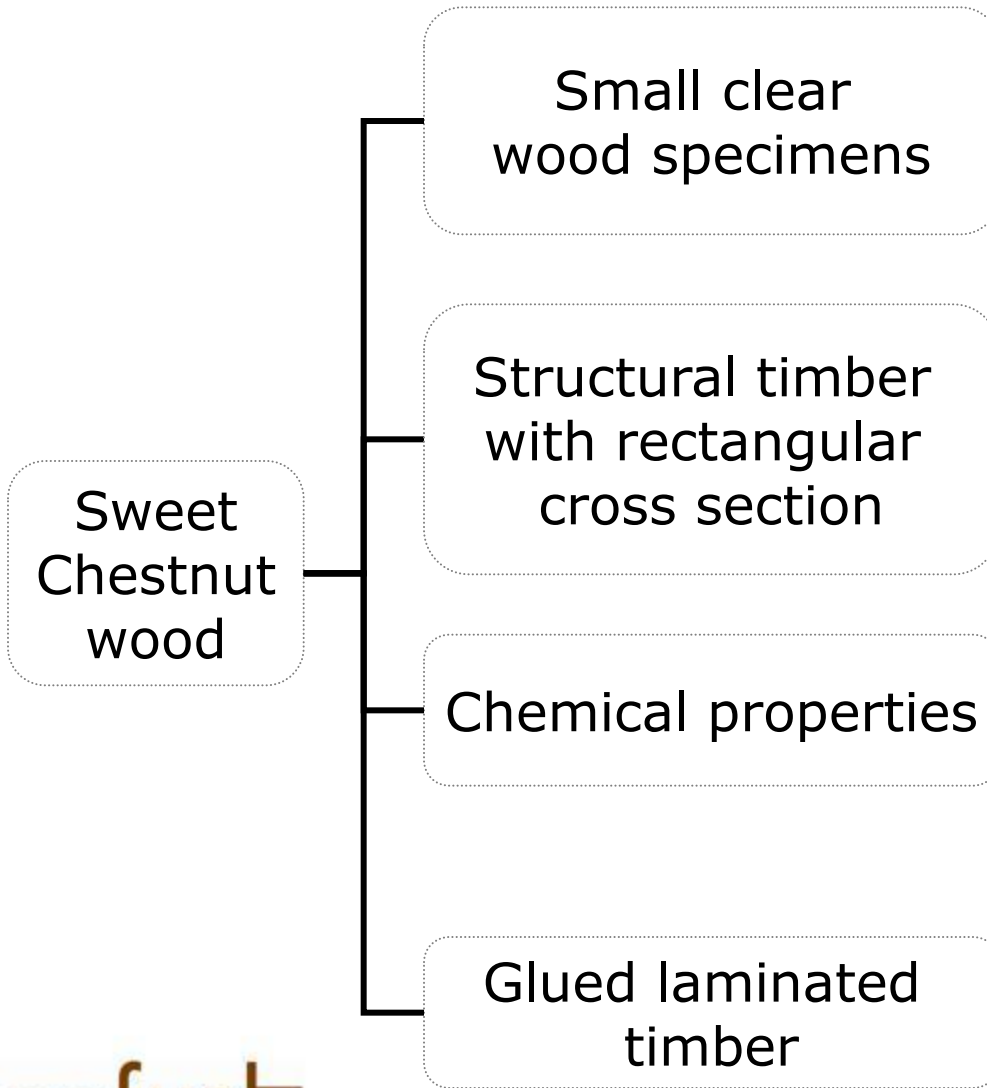 Small clear
wood specimens
Structural timber
with rectangular
cross section
Sweet
Chestnut
wood
Chemical properties
Glued laminated
timber